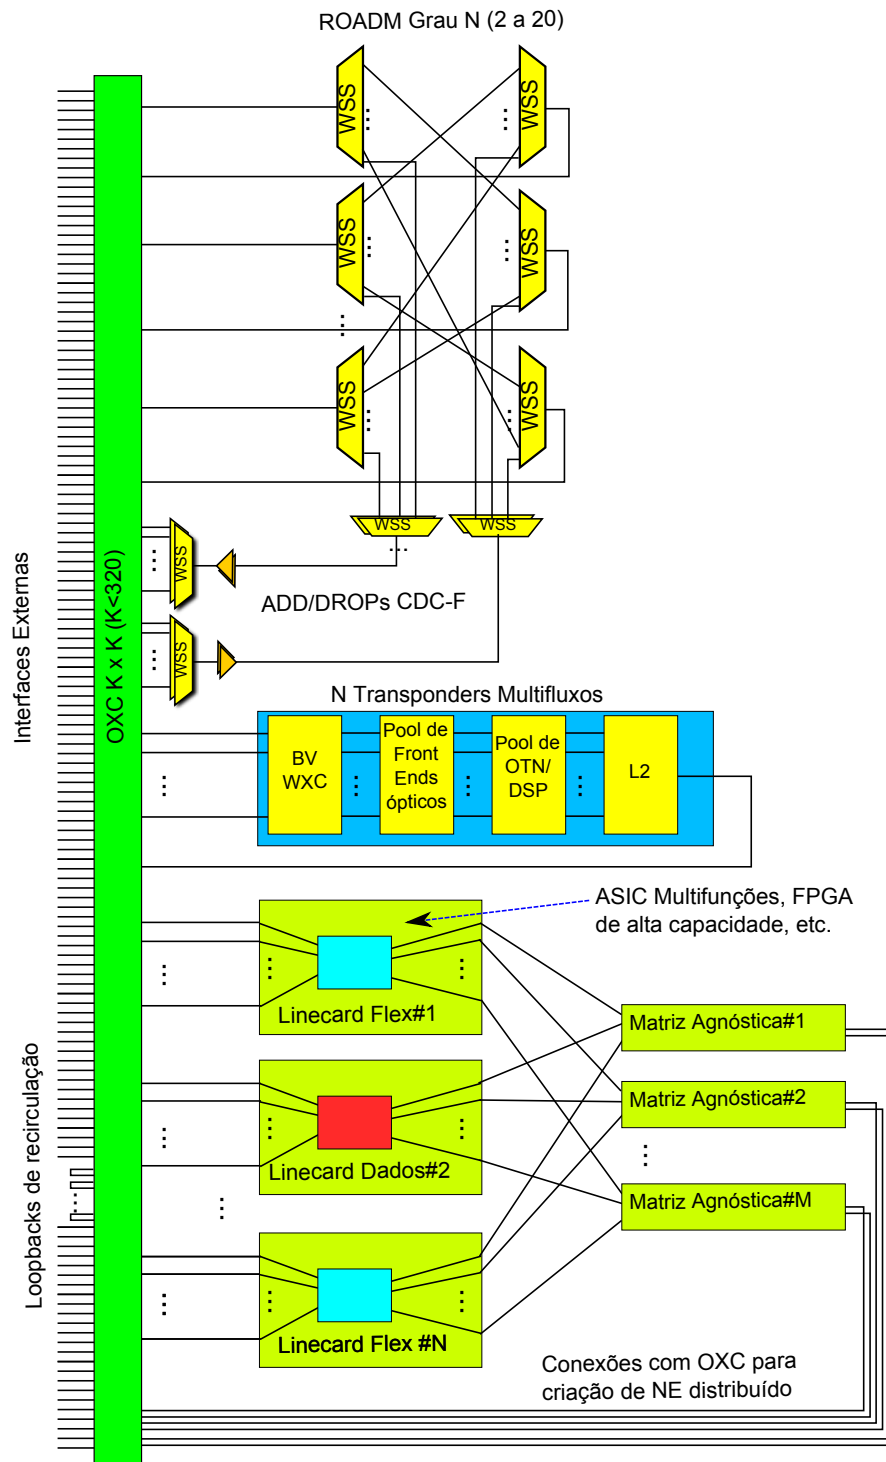 ROADM Grau N (2 a 20)
WSS
WSS
WSS
WSS
WSS
WSS
WSS
WSS
WSS
WSS
ADD/DROPs CDC-F
Interfaces Externas
OXC K x K (K<320)
N Transponders Multifluxos
BV
WXC
Pool de
Front
Ends
ópticos
Pool de
OTN/
DSP
L2
ASIC Multifunções, FPGA
de alta capacidade, etc.
Linecard Flex#1
Matriz Agnóstica#1
Loopbacks de recirculação
Linecard Dados#2
Matriz Agnóstica#2
Matriz Agnóstica#M
Linecard Flex #N
Conexões com OXC para
criação de NE distribuído